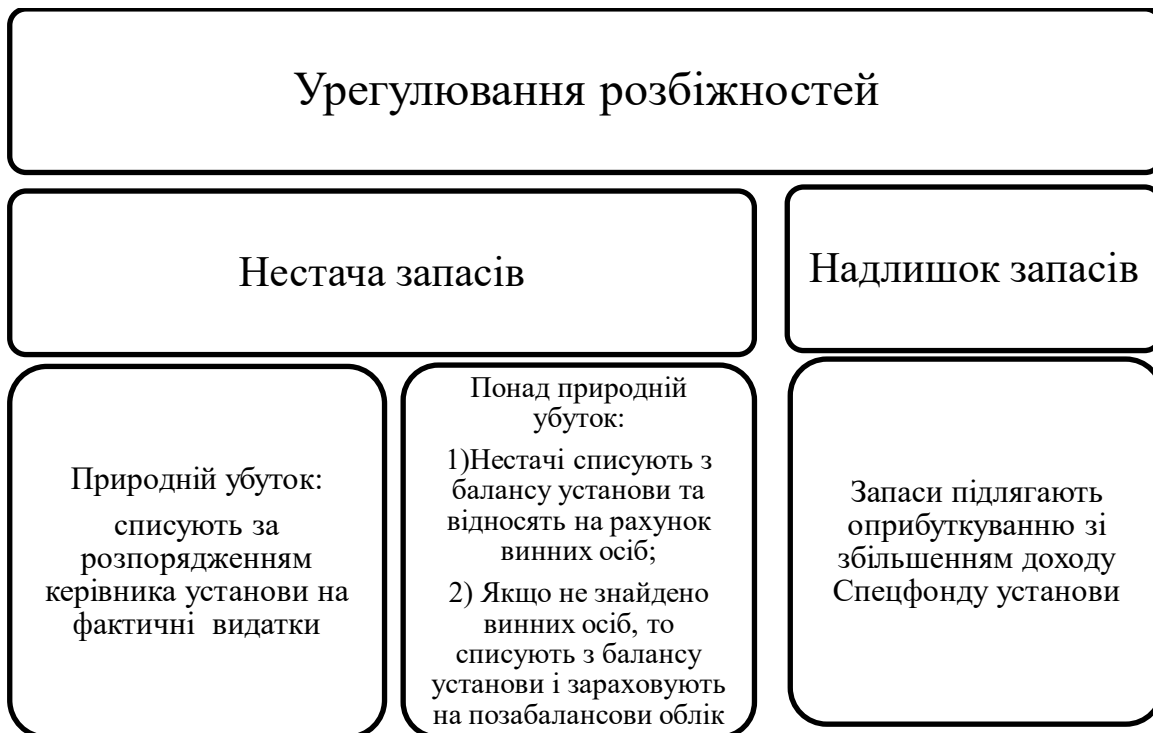 Урегулювання розбіжностей
Нестача запасів
Надлишок запасів
Природній убуток:
списують за
розпорядженням
керівника установи на
фактичні видатки
Понад природній
убуток:
1)Нестачі списують з
балансу установи та
відносять на рахунок
винних осіб;
2) Якщо не знайдено
винних осіб, то
списують з балансу
установи і зараховують
на позабалансови облік
Запаси підлягають
оприбуткуванню зі
збільшенням доходу
Спецфонду установи